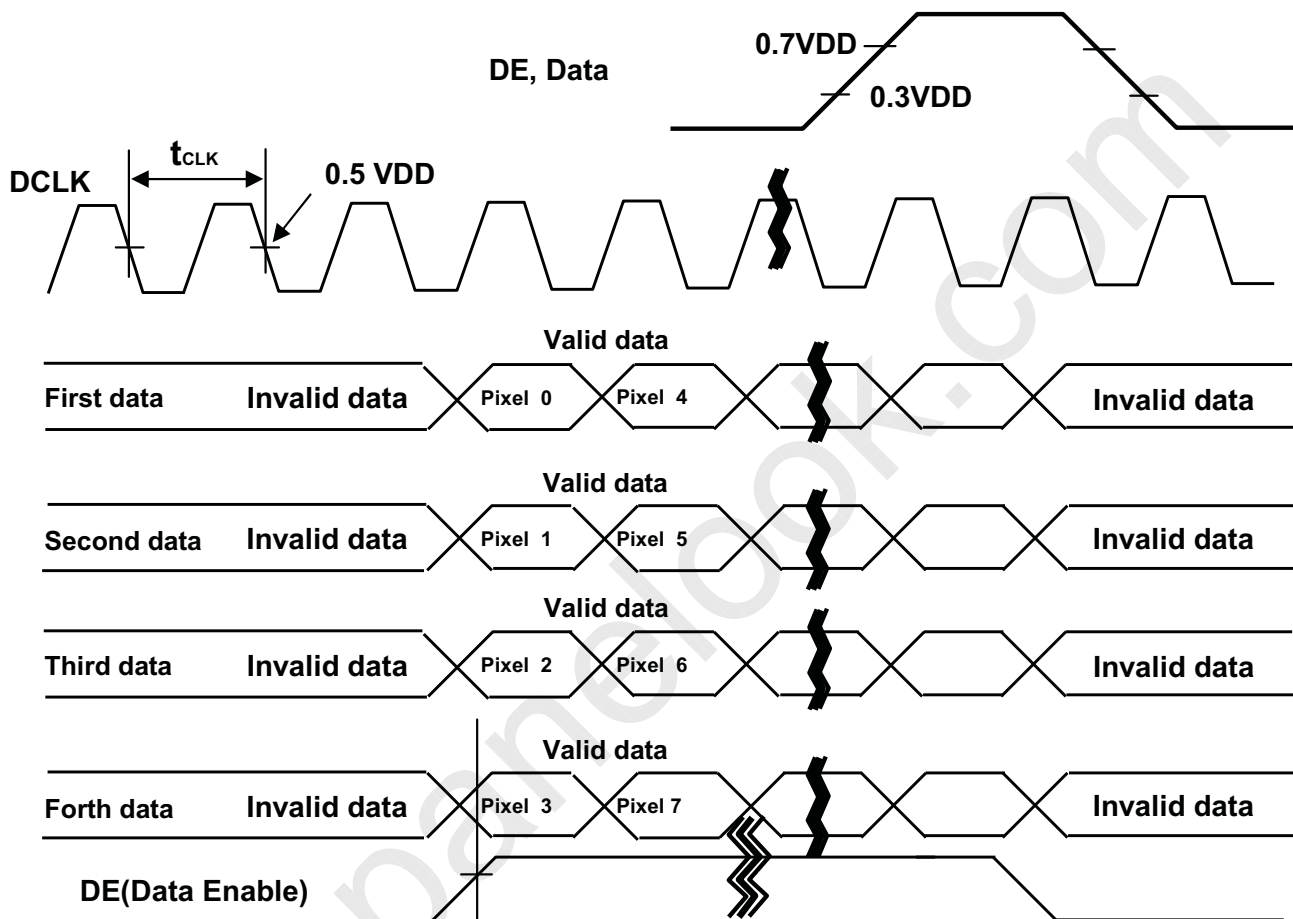 0.7VDD
DE, Data
0.3VDD
tCLK
DCLK
0.5 VDD
Valid data
First data Invalid data Pixel 0 Pixel 4 Invalid data
Valid data
Second data Invalid data Pixel 1 Pixel 5 Invalid data
Valid data
Third data Invalid data Pixel 2 Pixel 6 Invalid data
Valid data
Forth data Invalid data Pixel 3 Pixel 7 Invalid data
DE(Data Enable)
panelook.com